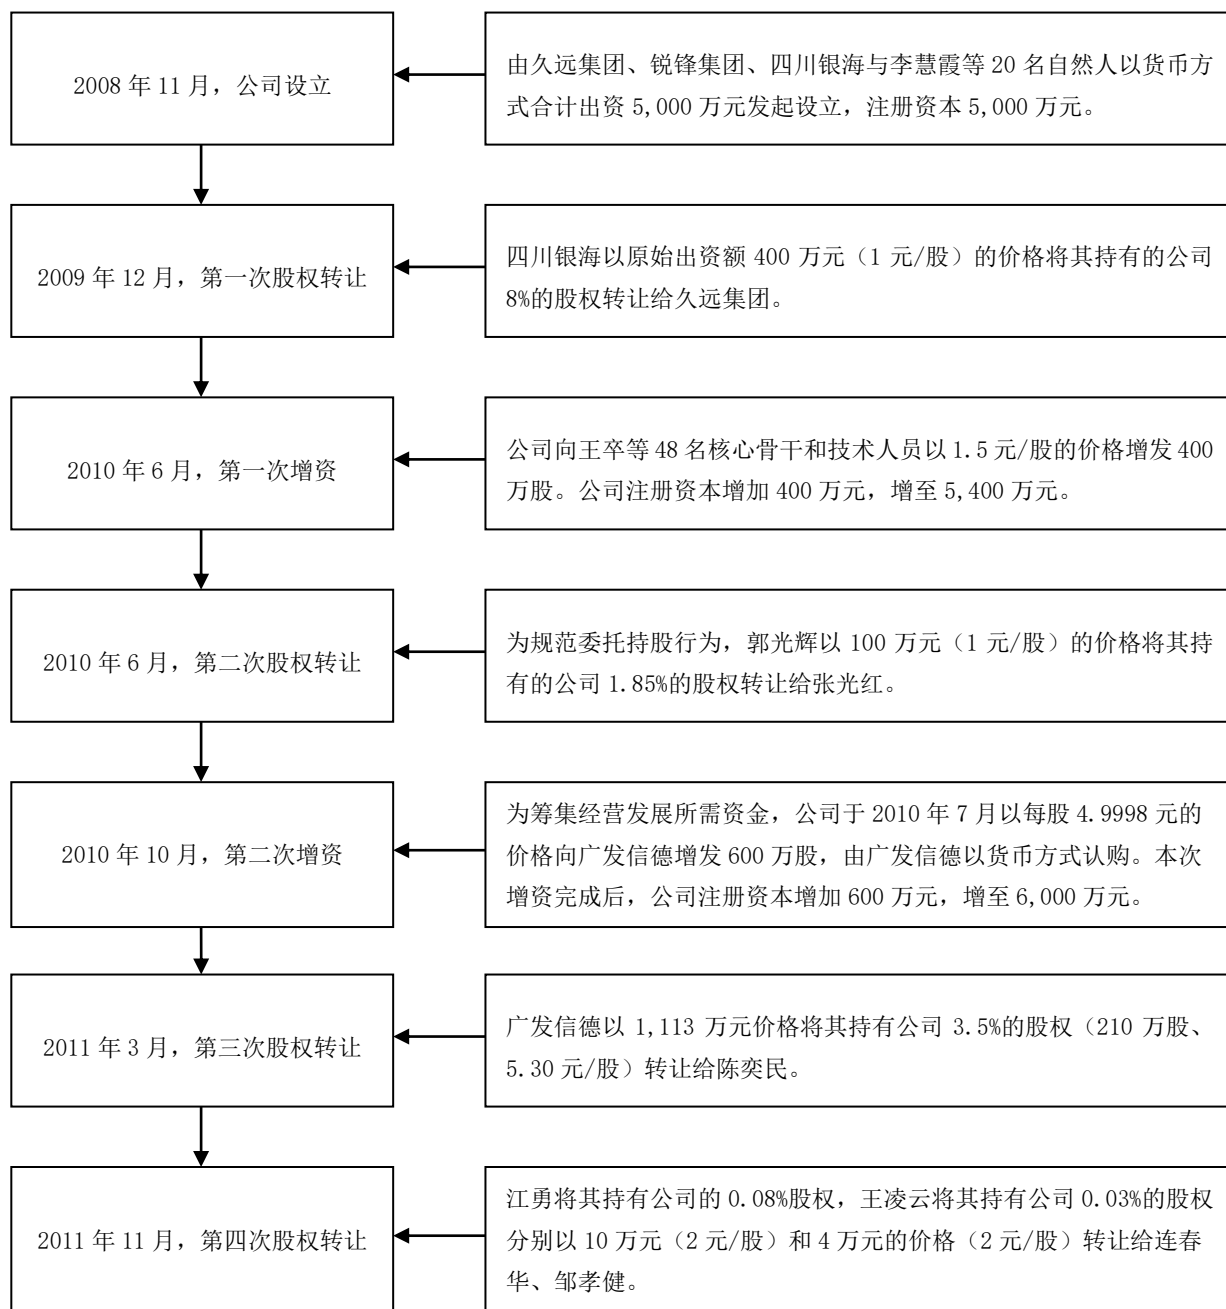 2008 年 11 月，公司设立
由久远集团、锐锋集团、四川银海与李慧霞等 20 名自然人以货币方
式合计出资 5,000 万元发起设立，注册资本 5,000 万元。
2009 年 12 月，第一次股权转让
四川银海以原始出资额 400 万元（1 元/股）的价格将其持有的公司
8%的股权转让给久远集团。
2010 年 6 月，第一次增资
公司向王卒等 48 名核心骨干和技术人员以 1.5 元/股的价格增发 400
万股。公司注册资本增加 400 万元，增至 5,400 万元。
2010 年 6 月，第二次股权转让
为规范委托持股行为，郭光辉以 100 万元（1 元/股）的价格将其持
有的公司 1.85%的股权转让给张光红。
2010 年 10 月，第二次增资
为筹集经营发展所需资金，公司于 2010 年 7 月以每股 4.9998 元的
价格向广发信德增发 600 万股，由广发信德以货币方式认购。本次
增资完成后，公司注册资本增加 600 万元，增至 6,000 万元。
2011 年 3 月，第三次股权转让
广发信德以 1,113 万元价格将其持有公司 3.5%的股权（210 万股、
5.30 元/股）转让给陈奕民。
2011 年 11 月，第四次股权转让
江勇将其持有公司的 0.08%股权，王凌云将其持有公司 0.03%的股权
分别以 10 万元（2 元/股）和 4 万元的价格（2 元/股）转让给连春
华、邹孝健。